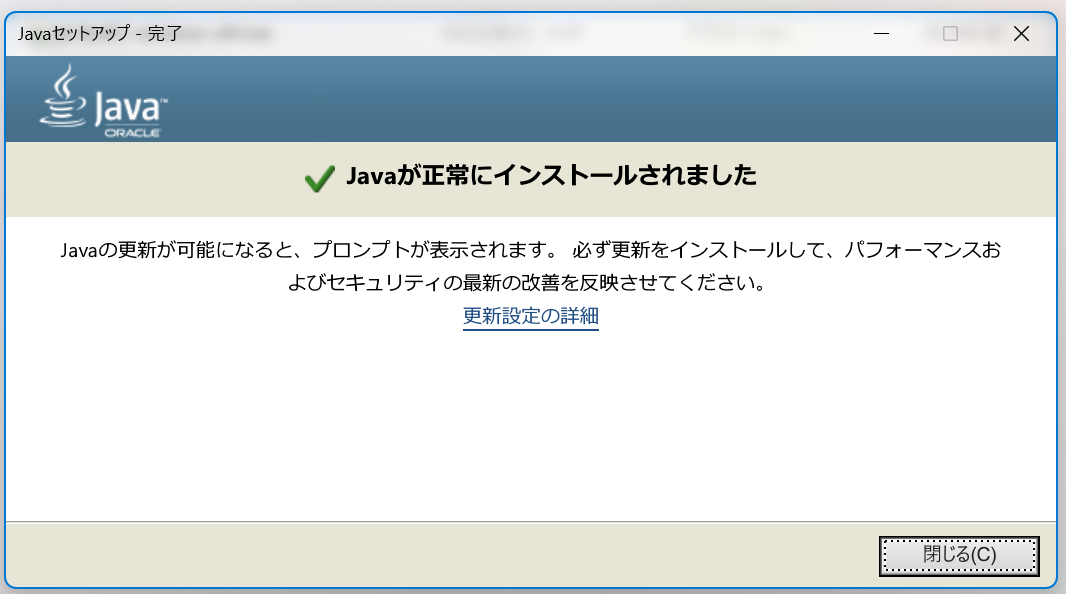 Javaセットアップ - 完了
Java™
ORACLE
Javaが正常にインストールされました
Javaの更新が可能になると、プロンプトが表示されます。 必ず更新をインストールして、パフォーマンスお
よびセキュリティの最新の改善を反映させてください。
更新設定の詳細
閉じる(C)